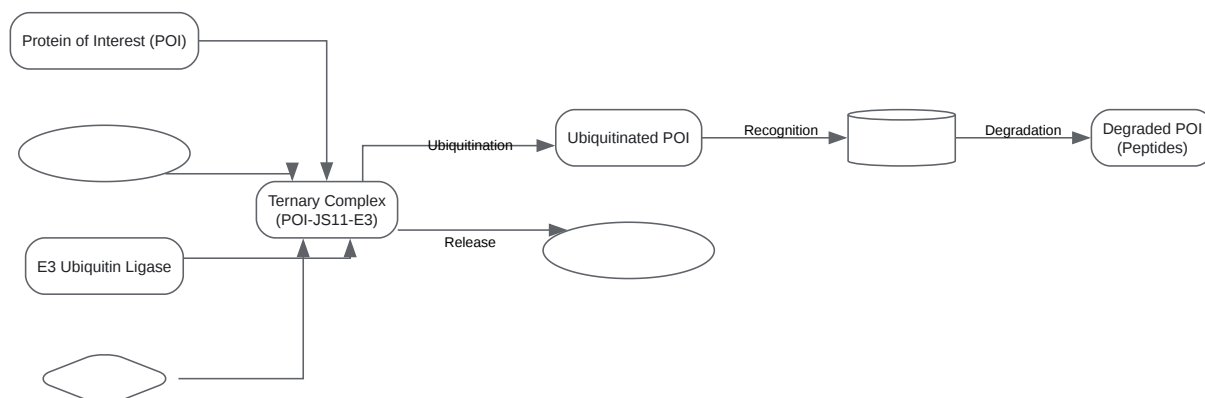 Protein of Interest (POI)
Ubiquitinated POI
Recognition
Degradation
Degraded POI
(Peptides)
Ubiquitination
Ternary Complex
(POI-JS11-E3)
Release
E3 Ubiquitin Ligase